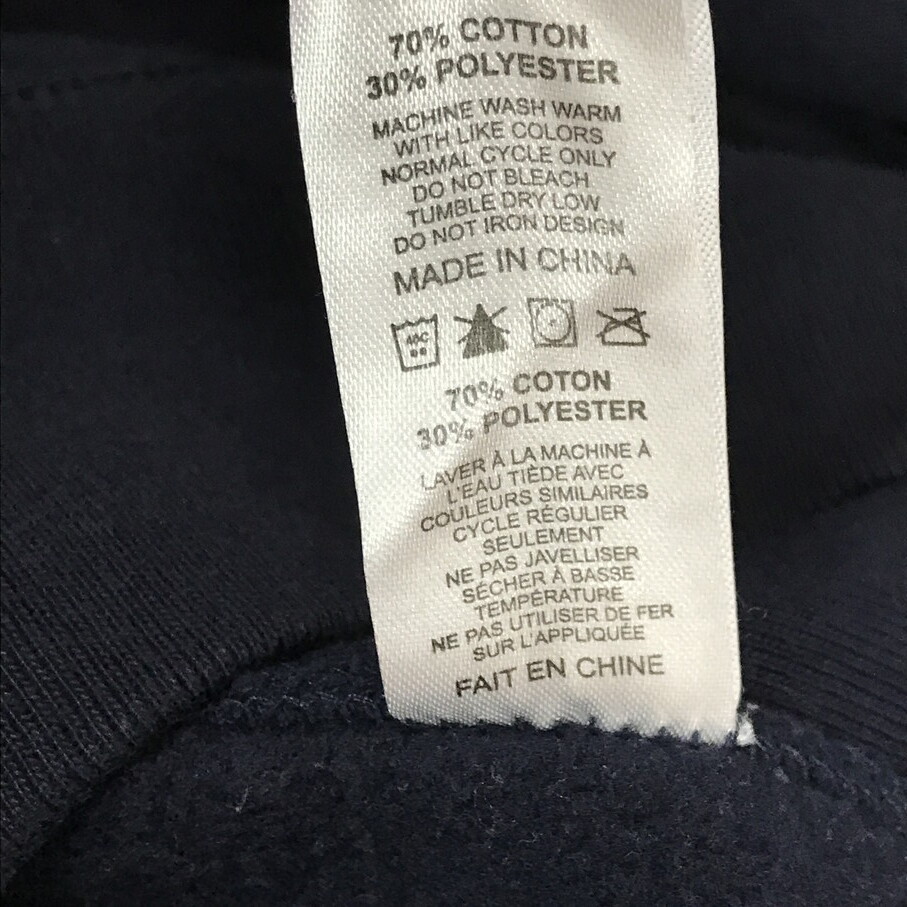 70% COTTON
30% POLYESTER
MACHINE WASH WARM
WITH LIKE COLORS
NORMAL CYCLE ONLY
DO NOT BLEACH
TUMBLE DRY LOW
DO NOT IRON DESIGN
MADE IN CHINA
70% COTON
30% POLYESTER
LAVER À LA MACHINE À
L'EAU TIÈDE AVEC
COULEURS SIMILAIRES
CYCLE RÉGULIER
SEULEMENT
NE PAS JAVELLISER
SÉCHER À BASSE
TEMPÉRATURE
NE PAS UTILISER DE FER
SUR L'APPLIQUÉE
FAIT EN CHINE